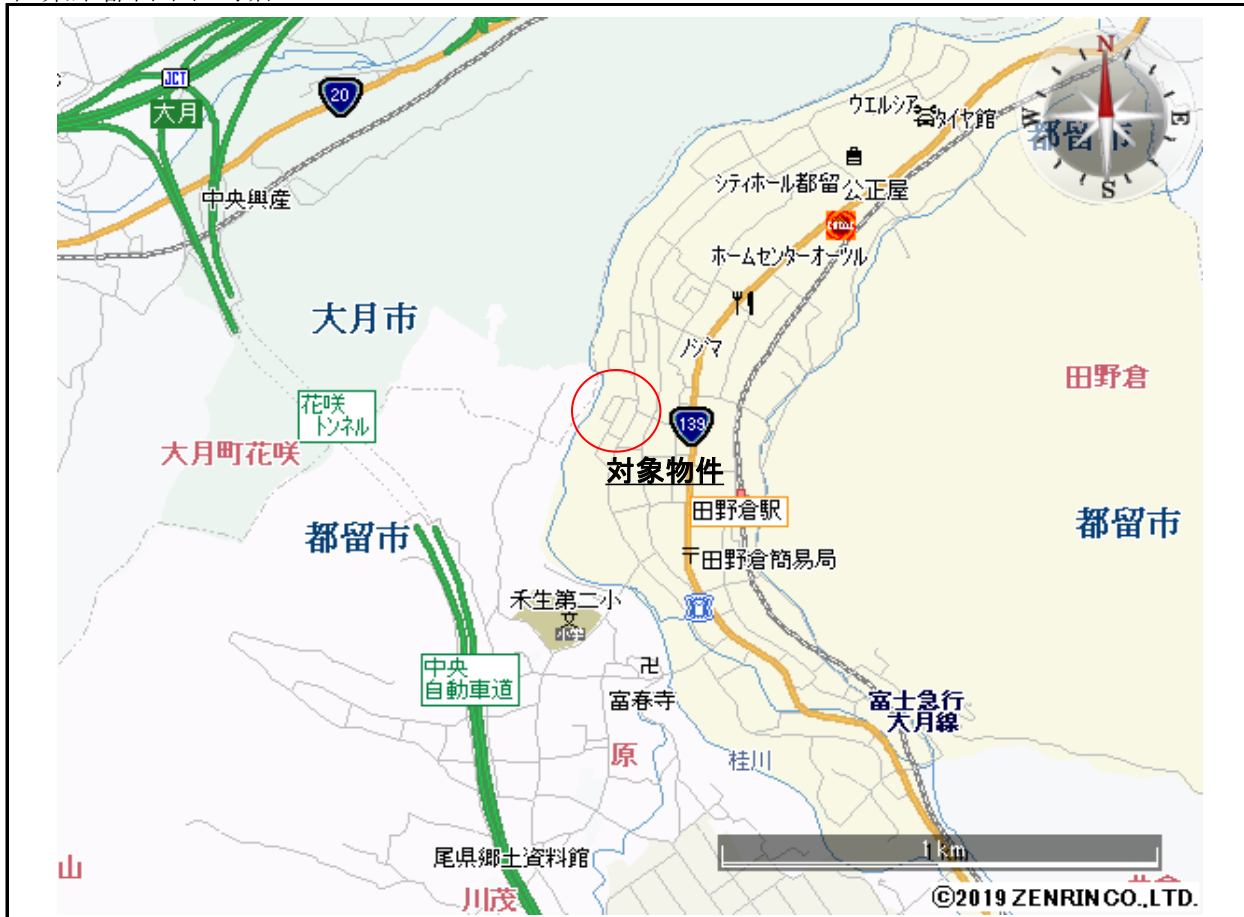 JCT
大月
20
中央興産
ウエルシア
タイヤ館
N
W
E
S
都留市
シティホール都留
公正屋
ホームセンターオーツル
大月市
ノジマ
田野倉
花咲
トンネル
139
大月町花咲
対象物件
田野倉駅
都留市
都留市
〒田野倉簡易局
禾生第二小
文
小学
中央
自動車道
卍
富春寺
富士急行
大月線
原
桂川
1km
尾県郷土資料館
山
川茂
©2019 ZENRIN CO.,LTD.